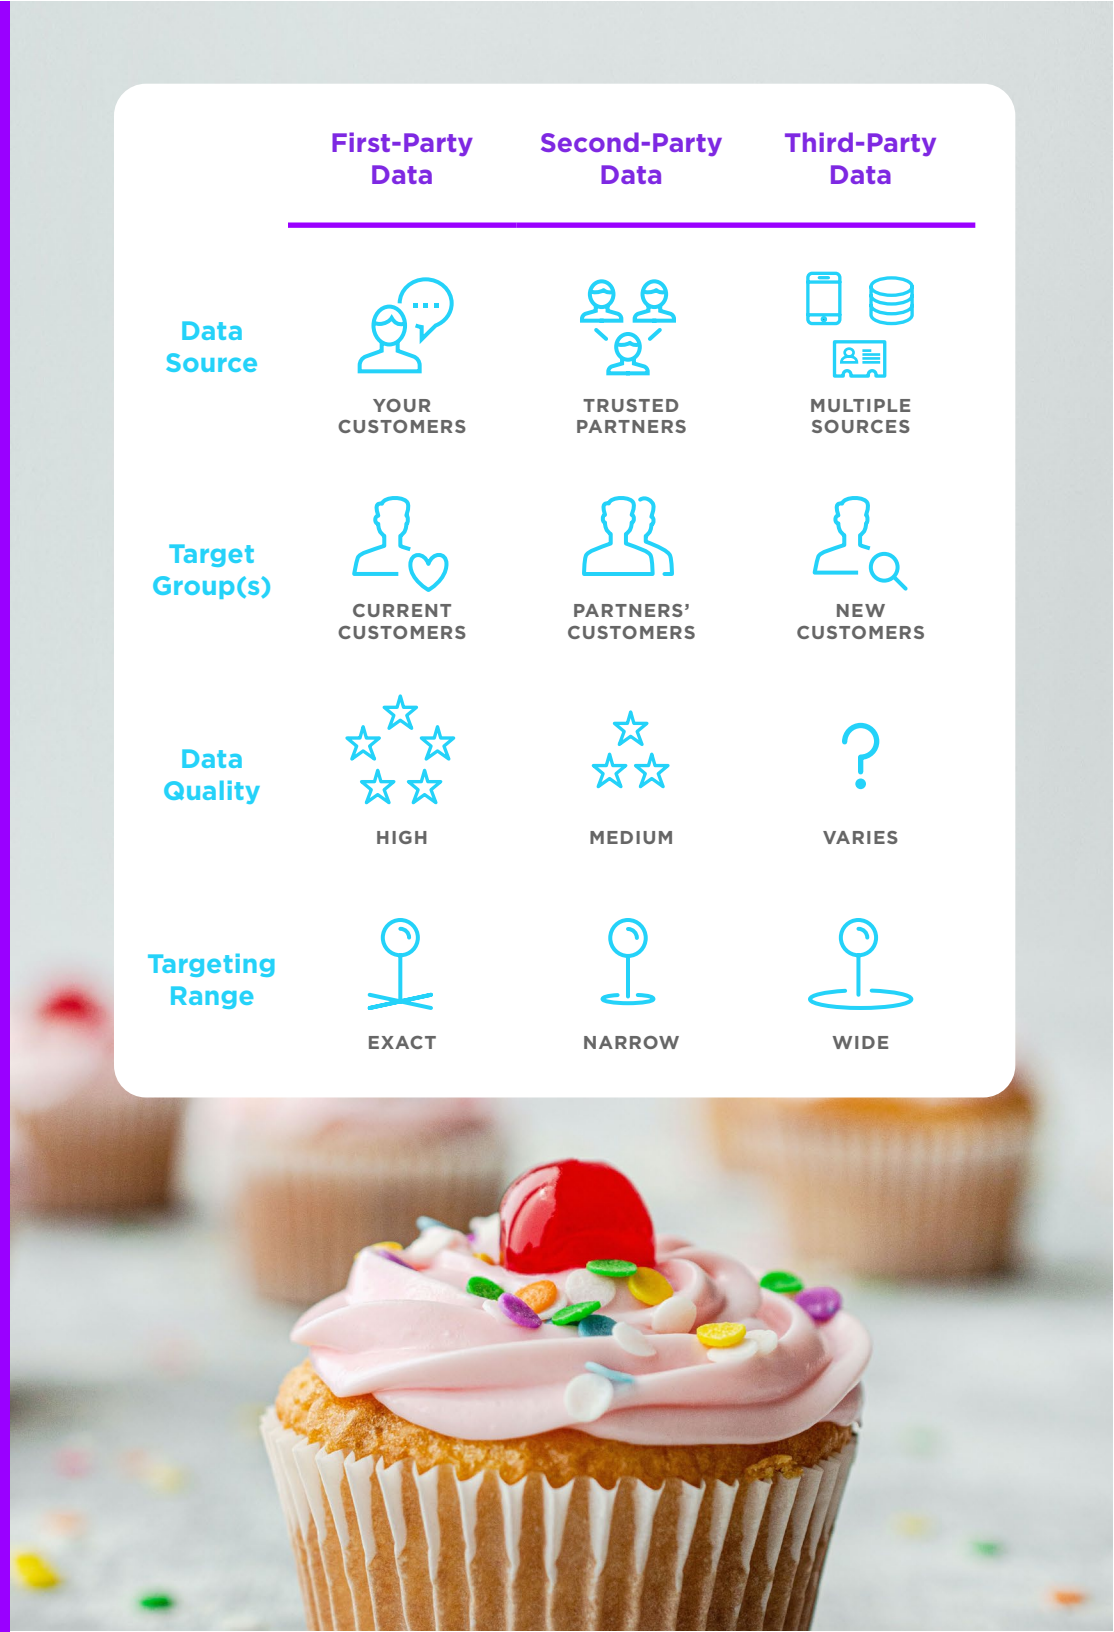 First-Party
Data
Second-Party
Data
Third-Party
Data
Data
Source
YOUR
CUSTOMERS
TRUSTED
PARTNERS
MULTIPLE
SOURCES
Target
Group(s)
CURRENT
CUSTOMERS
PARTNERS’
CUSTOMERS
NEW
CUSTOMERS
Data
Quality
HIGH
MEDIUM
VARIES
Targeting
Range
EXACT
NARROW
WIDE